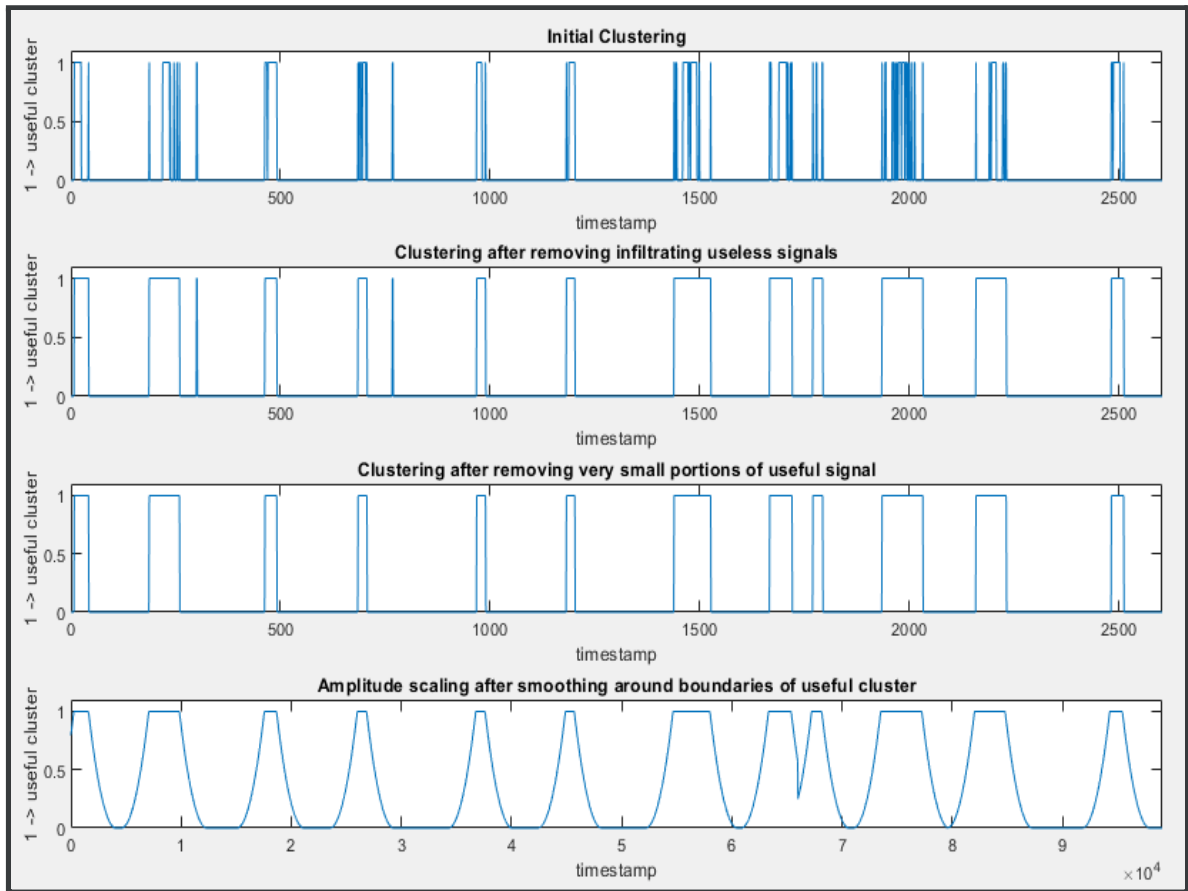 Initial Clustering
1 -> useful cluster
1
0.5
0
0 500 1000 1500 2000 2500
timestamp
Clustering after removing infiltrating useless signals
1 -> useful cluster
1
0.5
0
0 500 1000 1500 2000 2500
timestamp
Clustering after removing very small portions of useful signal
1 -> useful cluster
1
0.5
0
0 500 1000 1500 2000 2500
timestamp
Amplitude scaling after smoothing around boundaries of useful cluster
1 -> useful cluster
1
0.5
0
0 1 2 3 4 5 6 7 8 9
timestamp
×10⁴